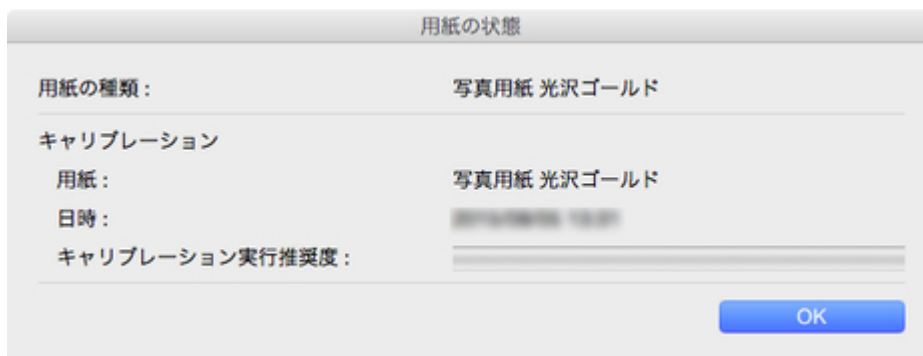 用紙の状態
用紙の種類： 写真用紙 光沢ゴールド
キャリブレーション
用紙： 写真用紙 光沢ゴールド
日時：
キャリブレーション実行推奨度：
OK